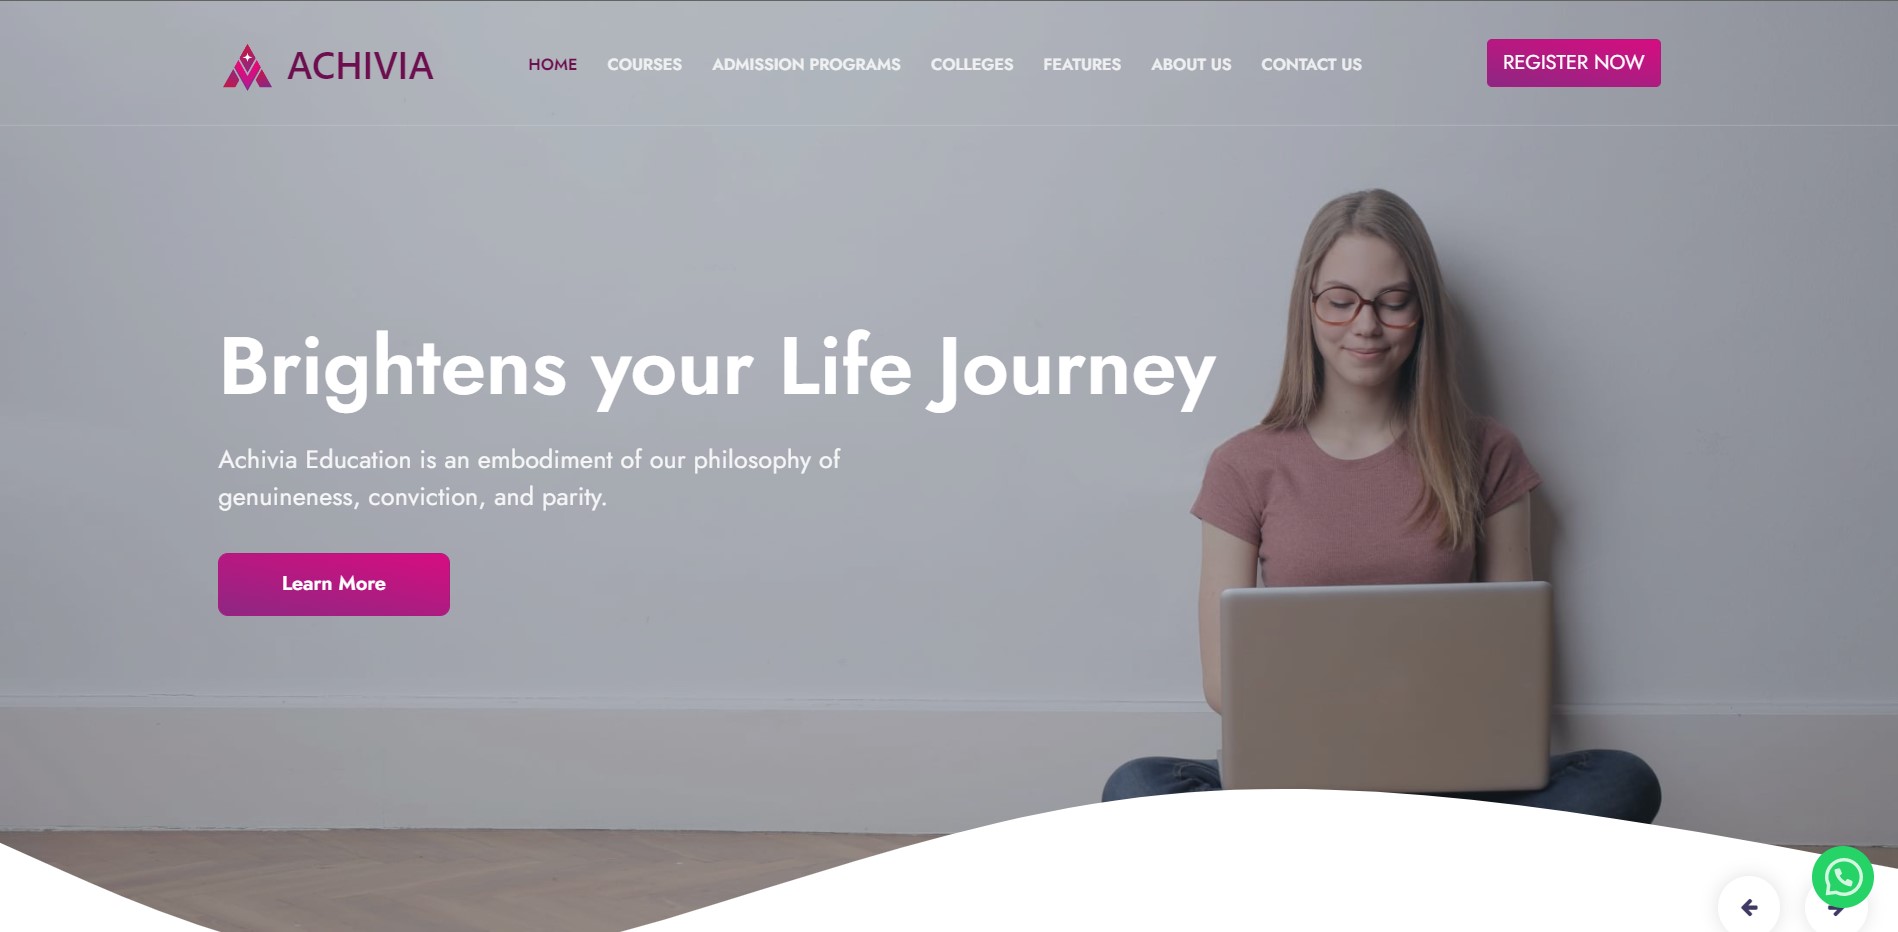 ACHIVIA
HOME COURSES ADMISSION PROGRAMS COLLEGES FEATURES ABOUT US CONTACT US
REGISTER NOW
Brightens your Life Journey
Achivia Education is an embodiment of our philosophy of
genuineness, conviction, and parity.
Learn More